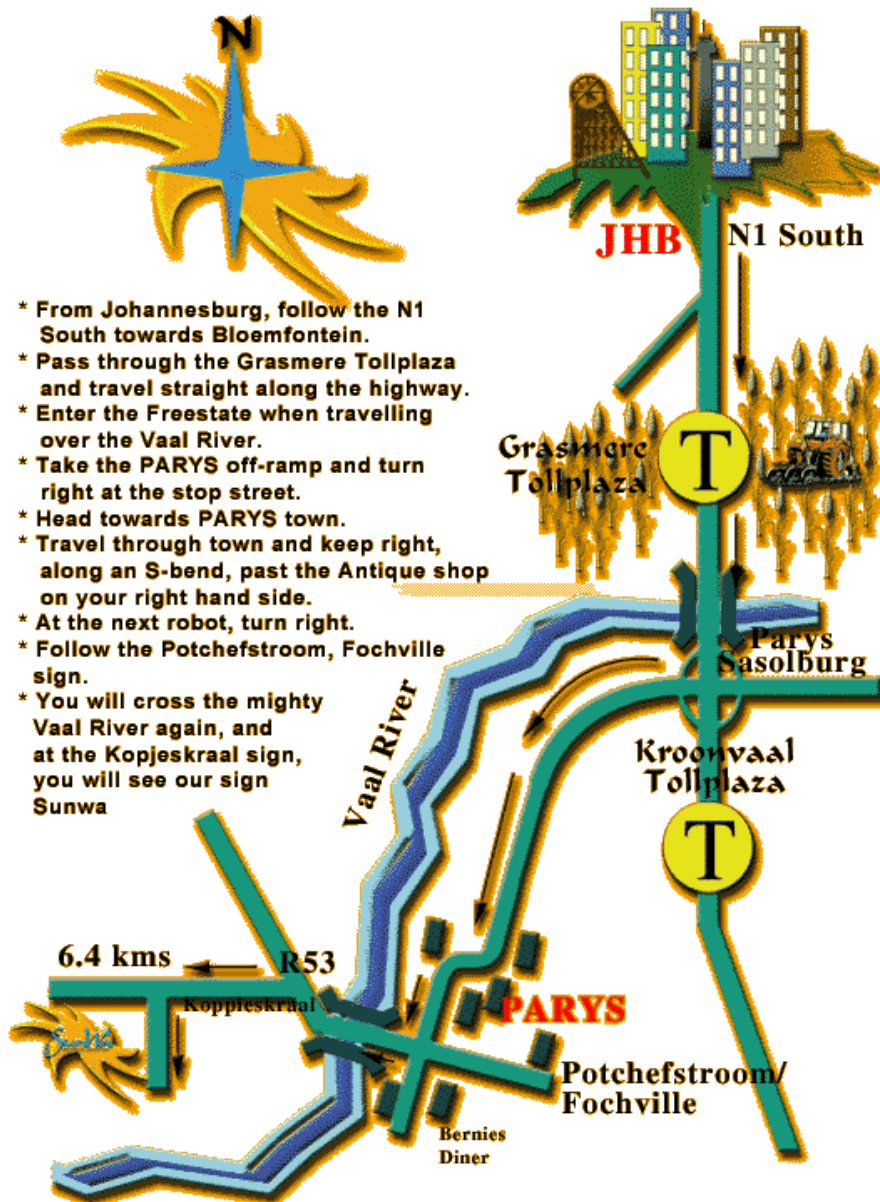 N
JHB
N1 South
* From Johannesburg, follow the N1
South towards Bloemfontein.
* Pass through the Grasmere Tollplaza
and travel straight along the highway.
* Enter the Freestate when travelling
over the Vaal River.
* Take the PARYS off-ramp and turn
right at the stop street.
* Head towards PARYS town.
* Travel through town and keep right,
along an S-bend, past the Antique shop
on your right hand side.
* At the next robot, turn right.
* Follow the Potchefstroom, Fochville
sign.
* You will cross the mighty
Vaal River again, and
at the Kopjeskraal sign,
you will see our sign
Sunwa
Grasmere
Tollplaza
T
Parys
Sasolburg
Vaal River
Kroonvaal
Tollplaza
T
6.4 kms
R53
Koppieskraal
SunWa
PARYS
Potchefstroom/
Fochville
Bernies
Diner